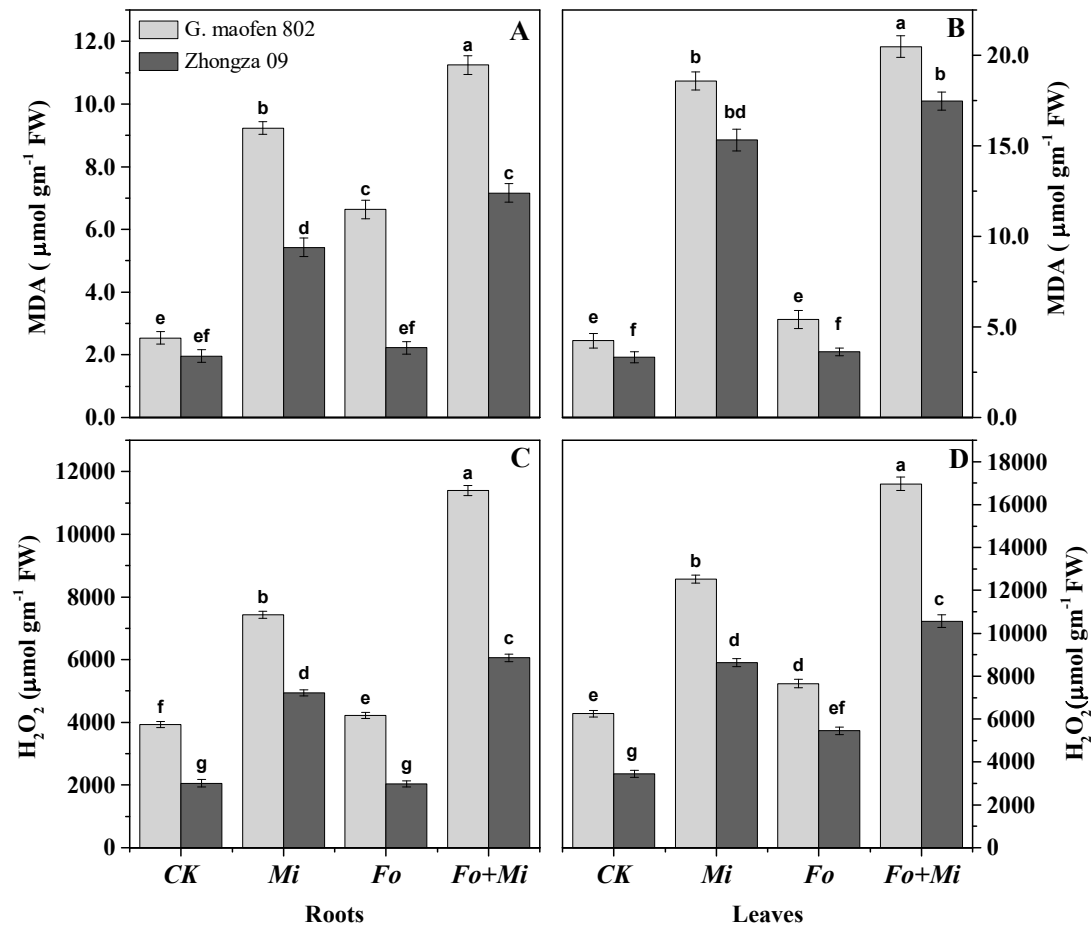 G. maofen 802
Zhongza 09
A
12.0
10.0
8.0
6.0
4.0
2.0
0.0
MDA ( μmol gm⁻¹ FW)
e
ef
b
d
c
ef
a
c
B
20.0
15.0
10.0
5.0
0.0
MDA ( μmol gm⁻¹ FW)
e
f
b
bd
e
f
a
b
C
12000
10000
8000
6000
4000
2000
0
H₂O₂ (μmol gm⁻¹ FW)
f
g
b
d
e
g
a
c
CK
Mi
Fo
Fo+Mi
Roots
D
18000
16000
14000
12000
10000
8000
6000
4000
2000
0
H₂O₂(μmol gm⁻¹ FW)
e
g
b
d
d
ef
a
c
CK
Mi
Fo
Fo+Mi
Leaves